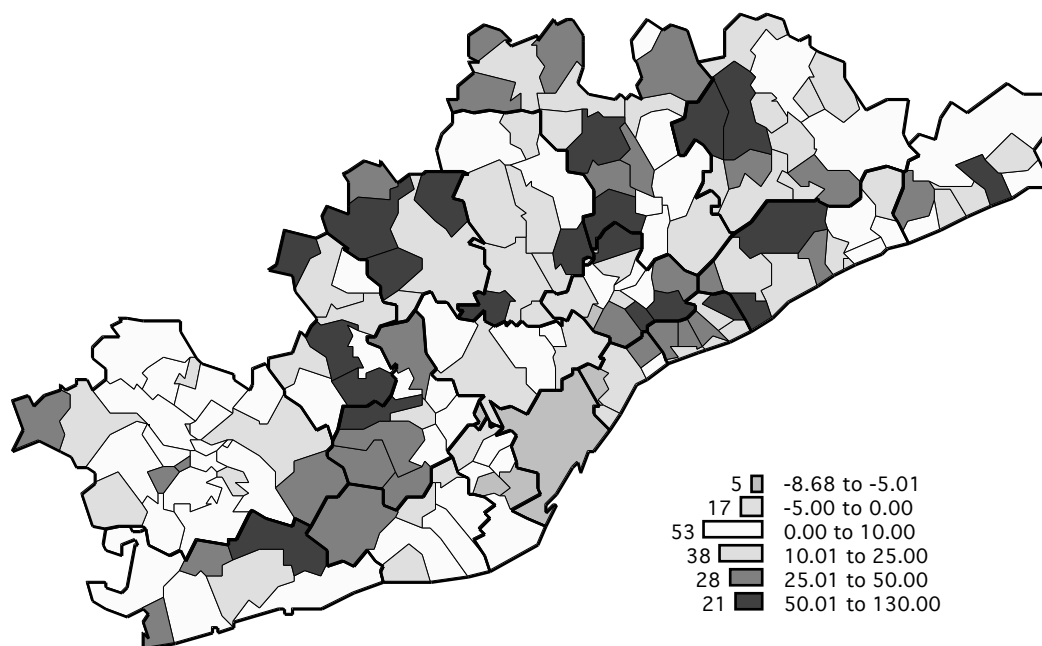 5 -8.68 to -5.01
17 -5.00 to 0.00
53 0.00 to 10.00
38 10.01 to 25.00
28 25.01 to 50.00
21 50.01 to 130.00